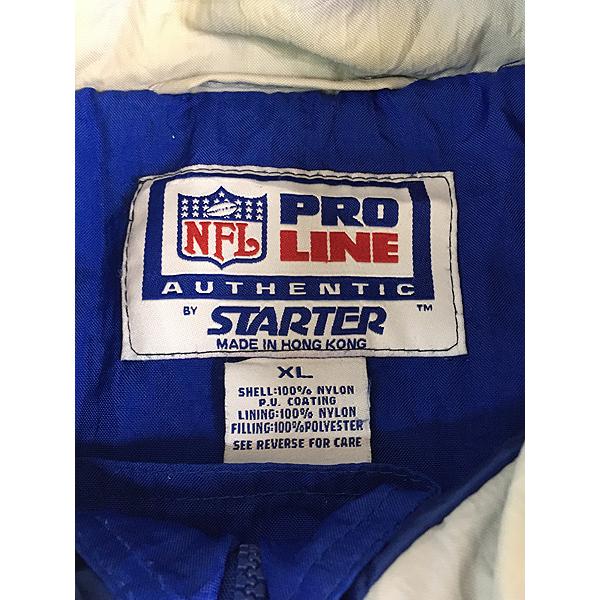 NFL PRO LINE
AUTHENTIC
BY STARTER ™
MADE IN HONG KONG
XL
SHELL:100% NYLON
P.U. COATING
LINING:100% NYLON
FILLING:100%POLYESTER
SEE REVERSE FOR CARE